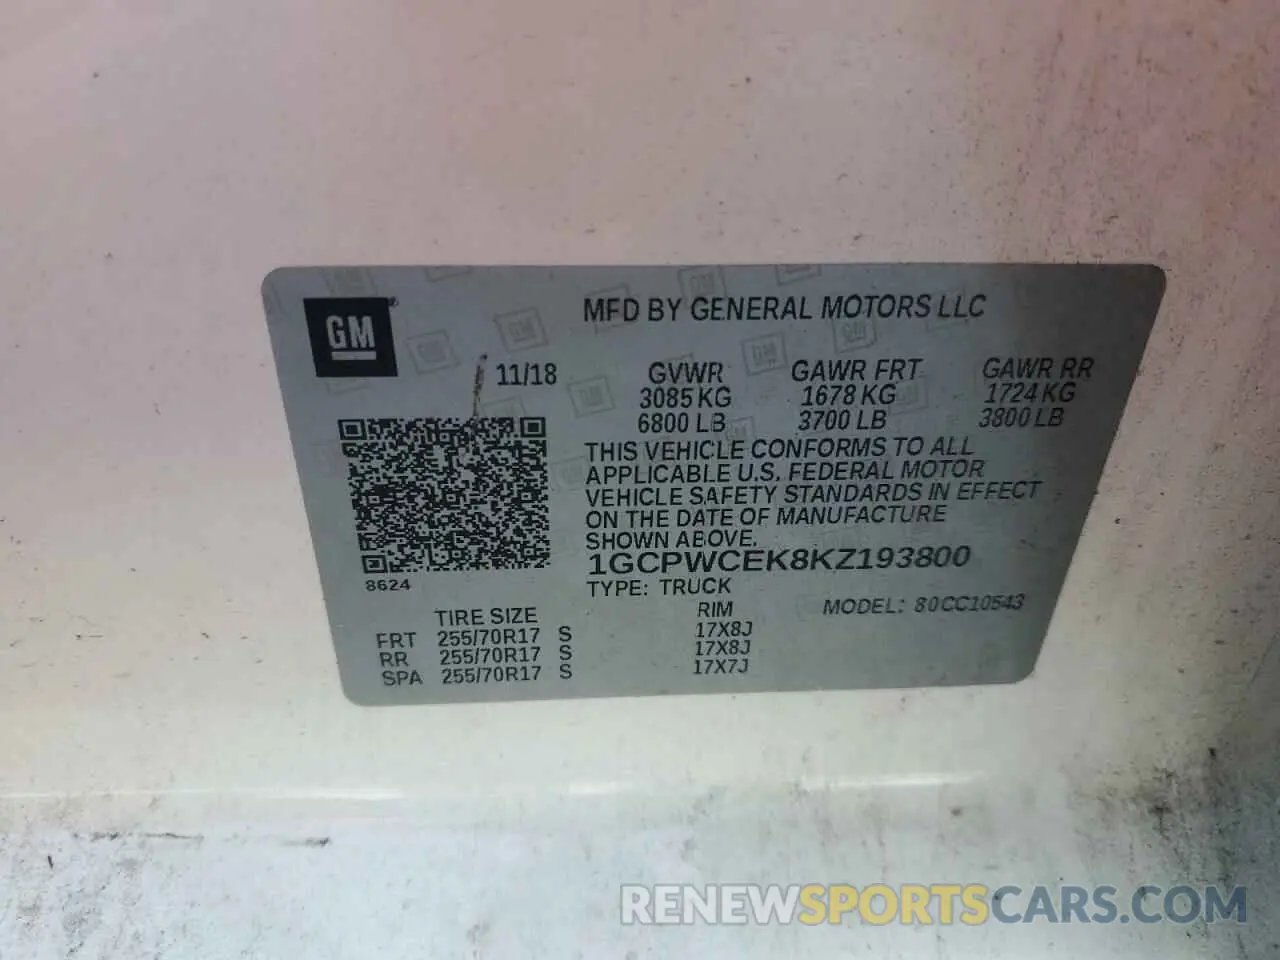 GM
MFD BY GENERAL MOTORS LLC
11/18 GVWR GAWR FRT GAWR RR
3085 KG 1678 KG 1724 KG
6800 LB 3700 LB 3800 LB
THIS VEHICLE CONFORMS TO ALL
APPLICABLE U.S. FEDERAL MOTOR
VEHICLE SAFETY STANDARDS IN EFFECT
ON THE DATE OF MANUFACTURE
SHOWN ABOVE.
1GCPWCEK8KZ193800
8624
TYPE: TRUCK
MODEL: 80CC10543
TIRE SIZE RIM
FRT 255/70R17 S 17X8J
RR 255/70R17 S 17X8J
SPA 255/70R17 S 17X7J
RENEWSPORTSCARS.COM